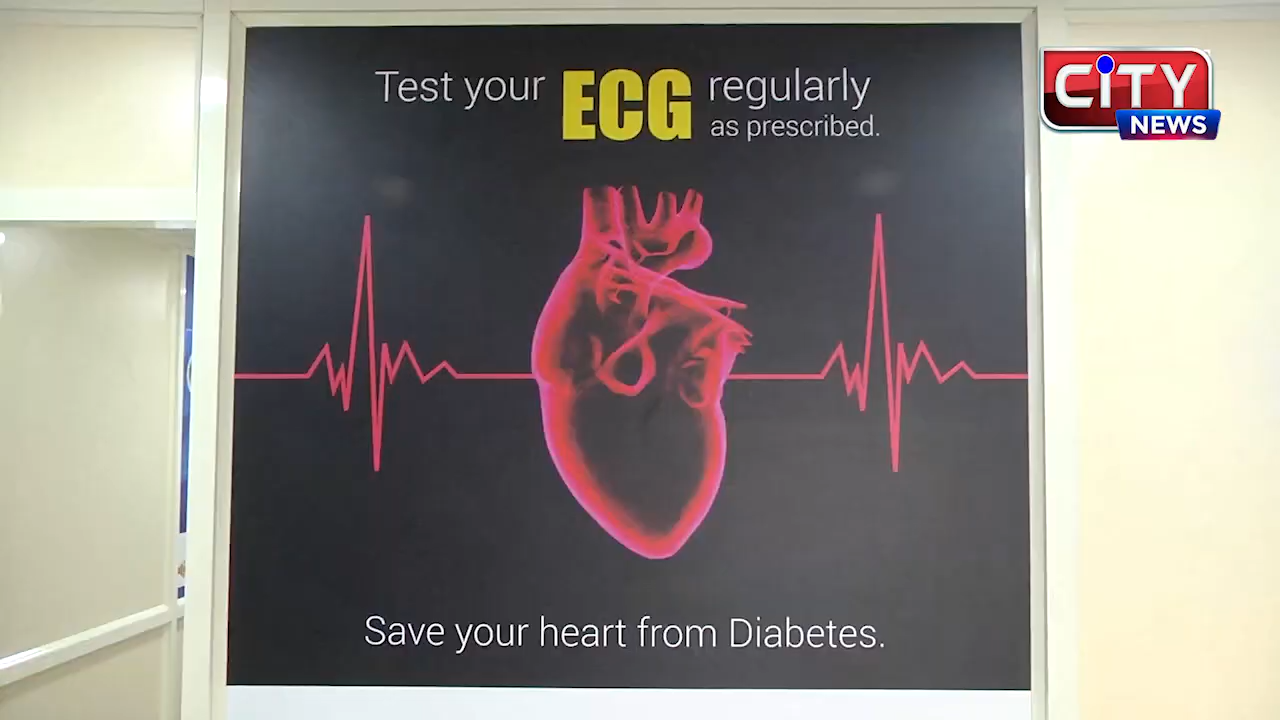 Test your ECG regularly
as prescribed.
Save your heart from Diabetes.
CiTY
NEWS